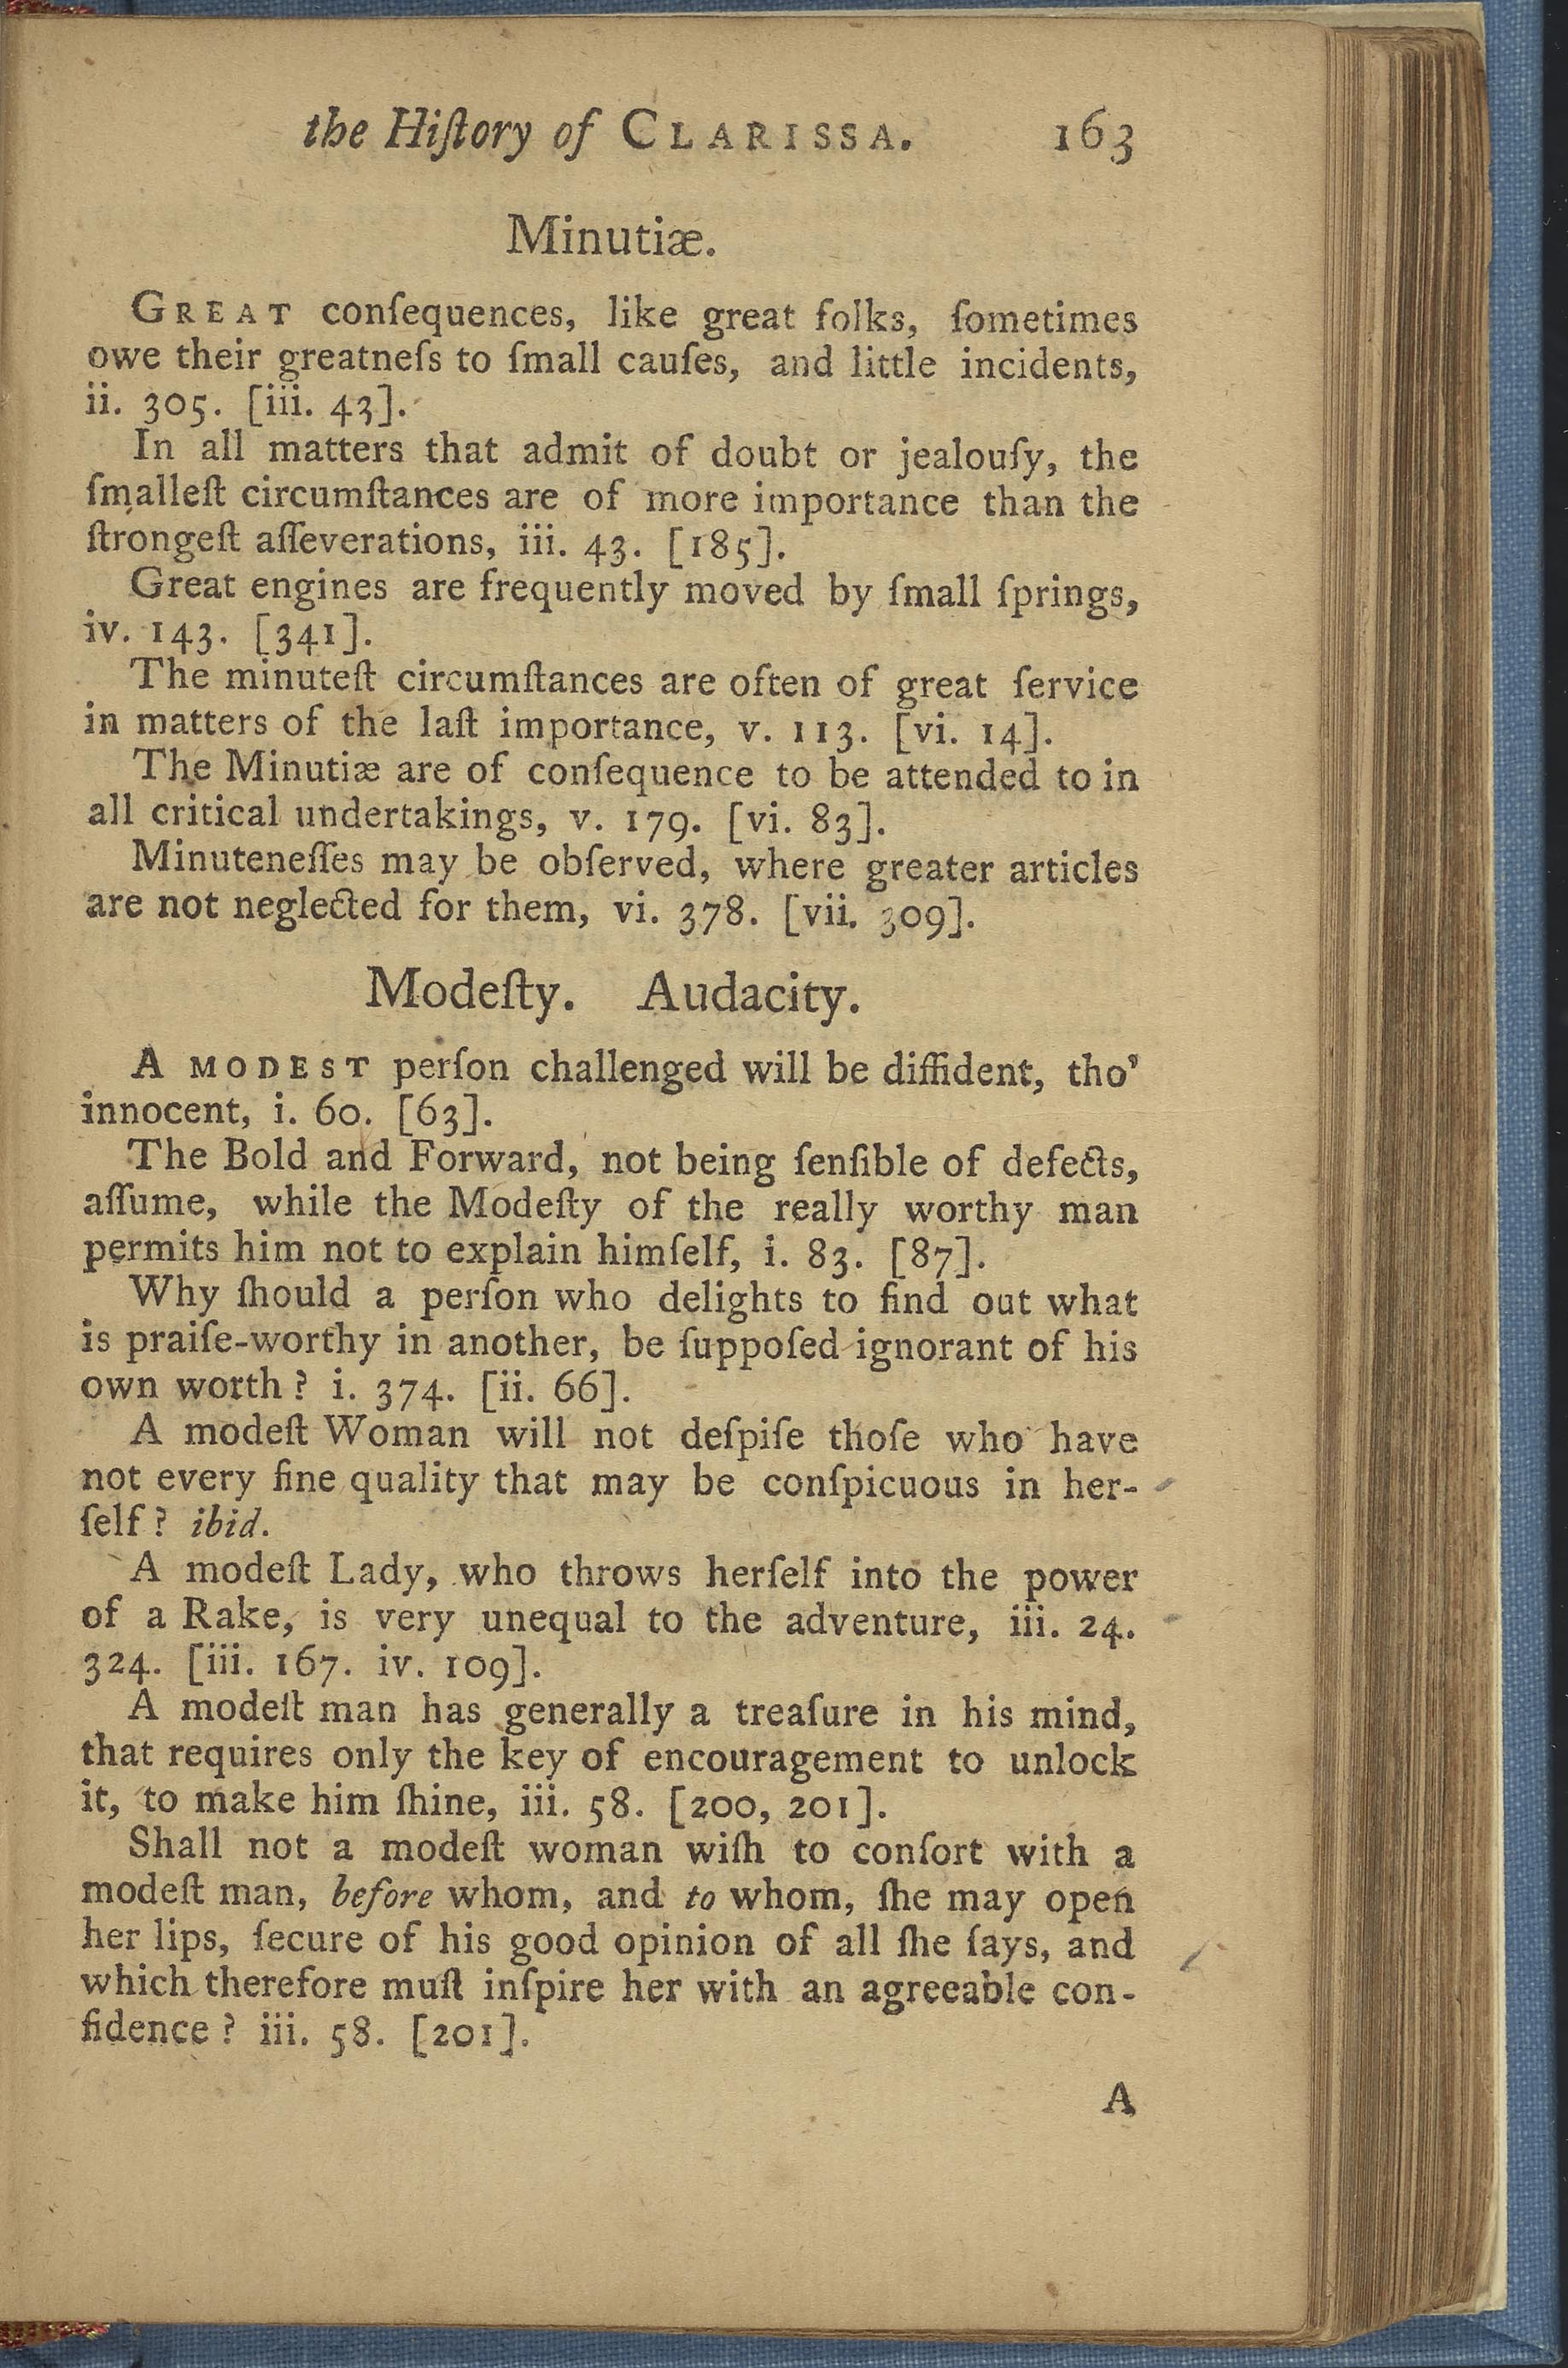 the Hiſtory of CLARISSA. 163
Minutiæ.
GREAT conſequences, like great folks, ſometimes
owe their greatneſs to ſmall cauſes, and little incidents,
ii. 305. [iii. 43].
In all matters that admit of doubt or jealouſy, the
ſmalleſt circumſtances are of more importance than the
ſtrongeſt aſſeverations, iii. 43. [185].
Great engines are frequently moved by ſmall ſprings,
iv. 143. [341].
The minuteſt circumſtances are often of great ſervice
in matters of the laſt importance, v. 113. [vi. 14].
The Minutiæ are of conſequence to be attended to in
all critical undertakings, v. 179. [vi. 83].
Minuteneſſes may be obſerved, where greater articles
are not neglected for them, vi. 378. [vii. 309].
Modeſty. Audacity.
A MODEST perſon challenged will be diffident, tho'
innocent, i. 60. [63].
The Bold and Forward, not being ſenſible of defects,
aſſume, while the Modeſty of the really worthy man
permits him not to explain himſelf, i. 83. [87].
Why ſhould a perſon who delights to find out what
is praiſe-worthy in another, be ſuppoſed ignorant of his
own worth? i. 374. [ii. 66].
A modeſt Woman will not deſpiſe thoſe who have
not every fine quality that may be conſpicuous in her-
ſelf? ibid.
A modeſt Lady, who throws herſelf into the power
of a Rake, is very unequal to the adventure, iii. 24.
324. [iii. 167. iv. 109].
A modeſt man has generally a treaſure in his mind,
that requires only the key of encouragement to unlock
it, to make him ſhine, iii. 58. [200, 201].
Shall not a modeſt woman wiſh to conſort with a
modeſt man, before whom, and to whom, ſhe may open
her lips, ſecure of his good opinion of all ſhe ſays, and
which therefore muſt inſpire her with an agreeable con-
fidence? iii. 58. [201].
A